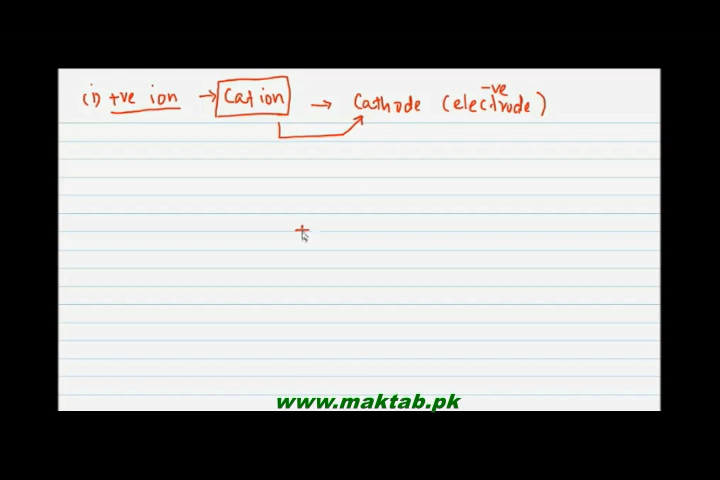 -ve
(i) +ve ion → Cation → Cathode (electrode)
+
www.maktab.pk